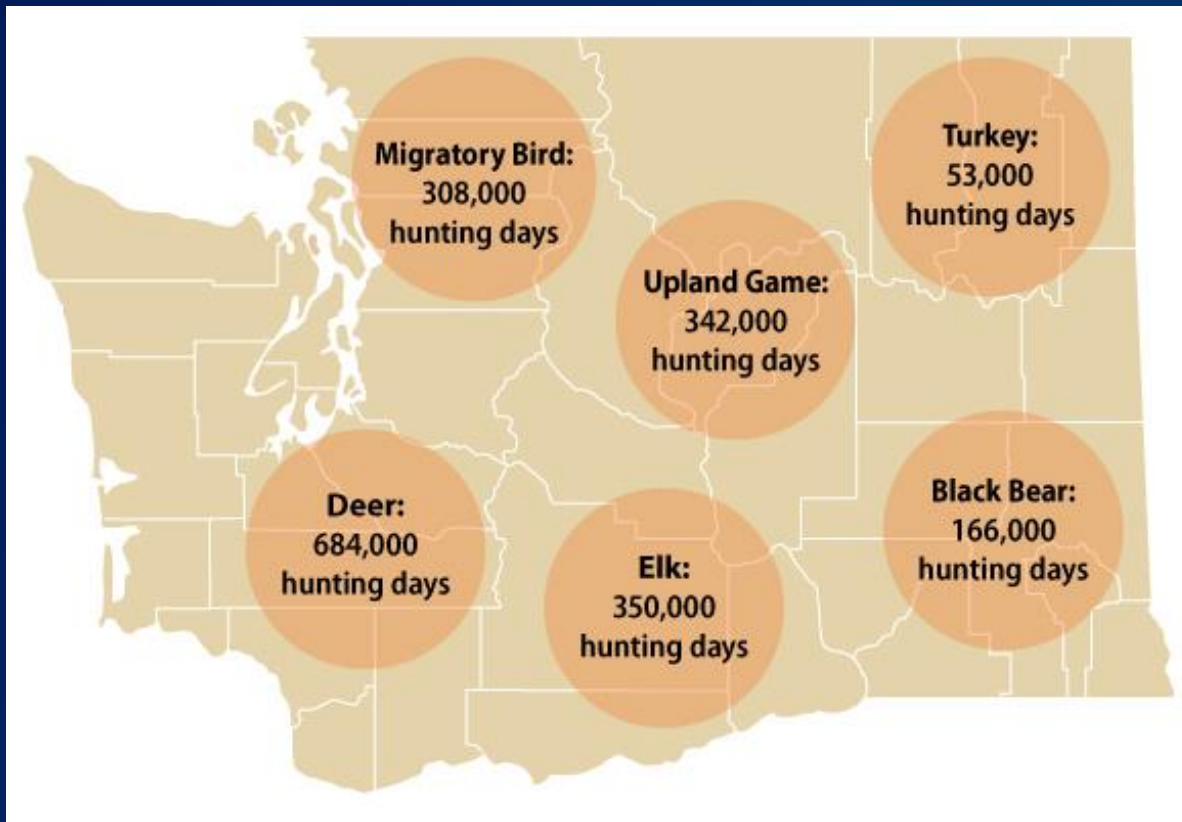 Migratory Bird:
308,000
hunting days
Turkey:
53,000
hunting days
Upland Game:
342,000
hunting days
Deer:
684,000
hunting days
Elk:
350,000
hunting days
Black Bear:
166,000
hunting days